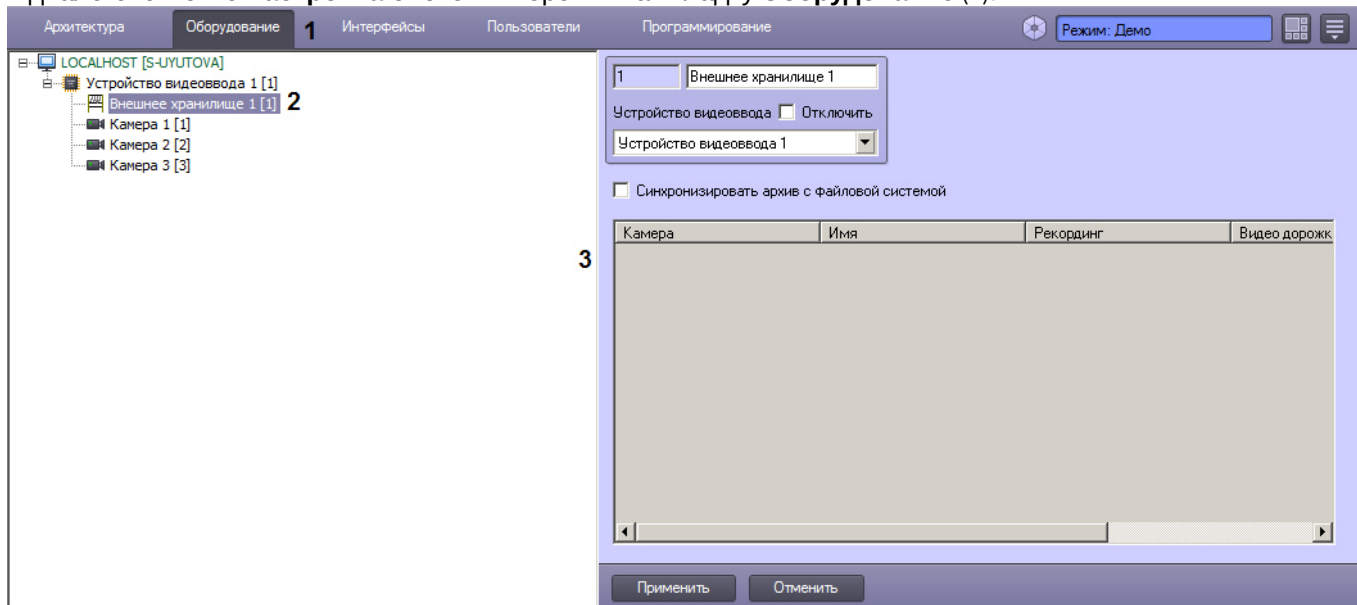 Архитектура Оборудование 1 Интерфейсы Пользователи Программирование Режим: Демо
LOCALHOST [S-UYUTOVA]
Устройство видеоввода 1 [1]
Внешнее хранилище 1 [1] 2
Камера 1 [1]
Камера 2 [2]
Камера 3 [3]
1 Внешнее хранилище 1
Устройство видеоввода Отключить
Устройство видеоввода 1
Синхронизировать архив с файловой системой
Камера Имя Рекординг Видео дорожк
3
Применить Отменить